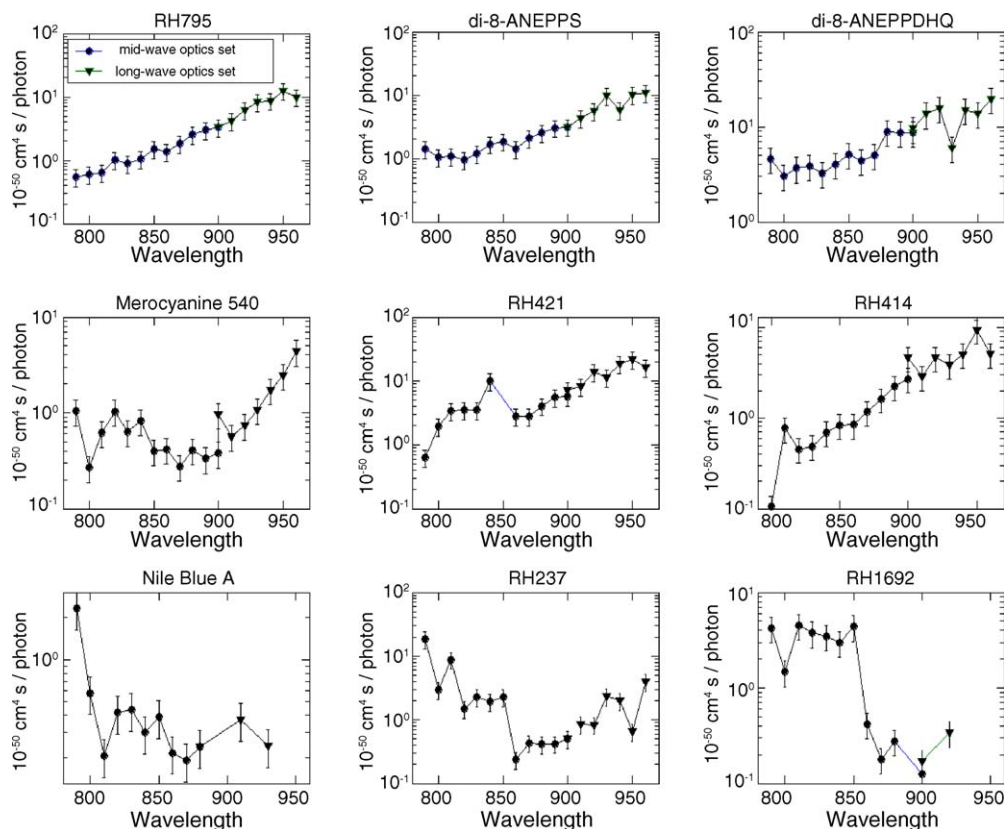 RH795
di-8-ANEPPS
di-8-ANEPPDHQ
mid-wave optics set
long-wave optics set
10² 10¹ 10⁰ 10⁻¹
10⁻⁵⁰ cm⁴ s / photon
800 850 900 950
Wavelength
10² 10¹ 10⁰ 10⁻¹
10⁻⁵⁰ cm⁴ s / photon
800 850 900 950
Wavelength
10² 10¹ 10⁰
10⁻⁵⁰ cm⁴ s / photon
800 850 900 950
Wavelength
Merocyanine 540
RH421
RH414
10¹ 10⁰ 10⁻¹
10⁻⁵⁰ cm⁴ s / photon
800 850 900 950
Wavelength
10² 10¹ 10⁰ 10⁻¹
10⁻⁵⁰ cm⁴ s / photon
800 850 900 950
Wavelength
10¹ 10⁰ 10⁻¹
10⁻⁵⁰ cm⁴ s / photon
800 850 900 950
Wavelength
Nile Blue A
RH237
RH1692
10⁰
10⁻⁵⁰ cm⁴ s / photon
800 850 900 950
Wavelength
10² 10¹ 10⁰ 10⁻¹
10⁻⁵⁰ cm⁴ s / photon
800 850 900 950
Wavelength
10¹ 10⁰ 10⁻¹
10⁻⁵⁰ cm⁴ s / photon
800 850 900 950
Wavelength